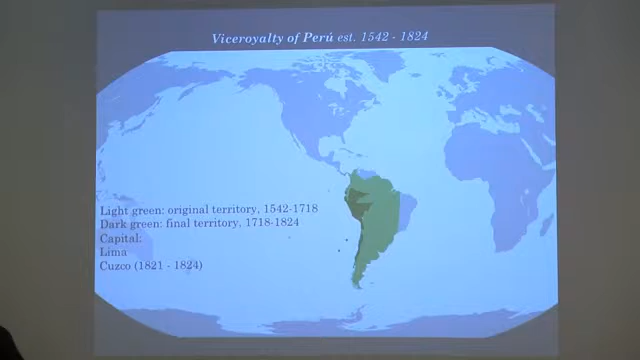 Viceroyalty of Perú est. 1542 - 1824
Light green: original territory, 1542-1718
Dark green: final territory, 1718-1824
Capital:
Lima
Cuzco (1821 - 1824)